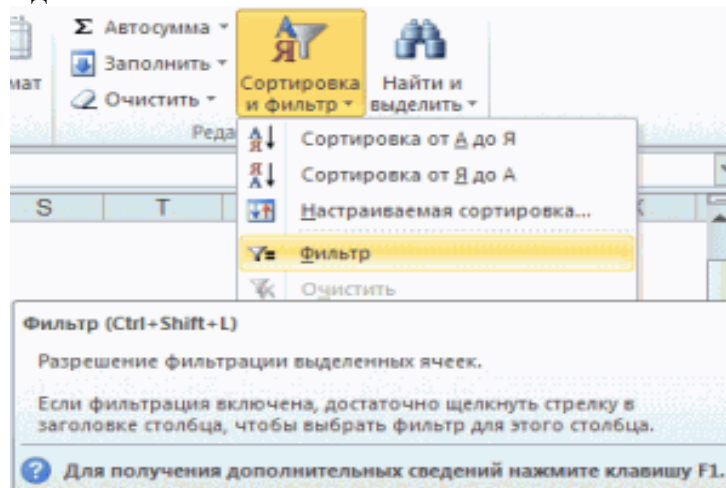 Σ Автосумма
Заполнить
Очистить
мат
Сортировка
и фильтр
Найти и
выделить
Реда
Сортировка от А до Я
Сортировка от Я до А
Настраиваемая сортировка...
S T
Фильтр
Очистить
Фильтр (Ctrl+Shift+L)
Разрешение фильтрации выделенных ячеек.
Если фильтрация включена, достаточно щелкнуть стрелку в
заголовке столбца, чтобы выбрать фильтр для этого столбца.
Для получения дополнительных сведений нажмите клавишу F1.